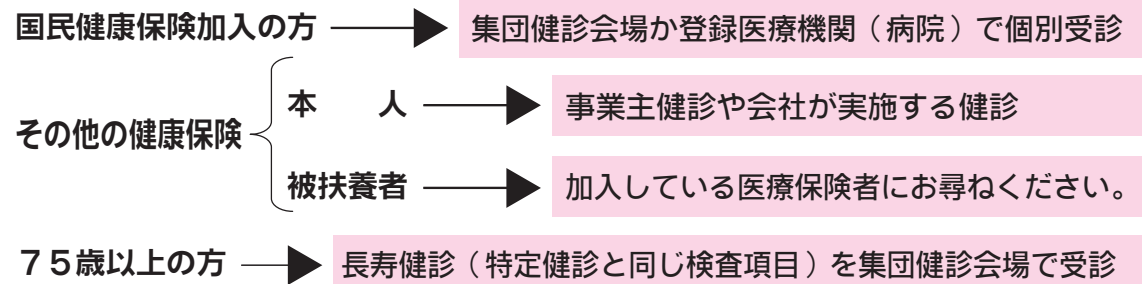 国民健康保険加入の方 集団健診会場か登録医療機関（病院）で個別受診
その他の健康保険
本　　人 事業主健診や会社が実施する健診
被扶養者 加入している医療保険者にお尋ねください。
７５歳以上の方 長寿健診（特定健診と同じ検査項目）を集団健診会場で受診